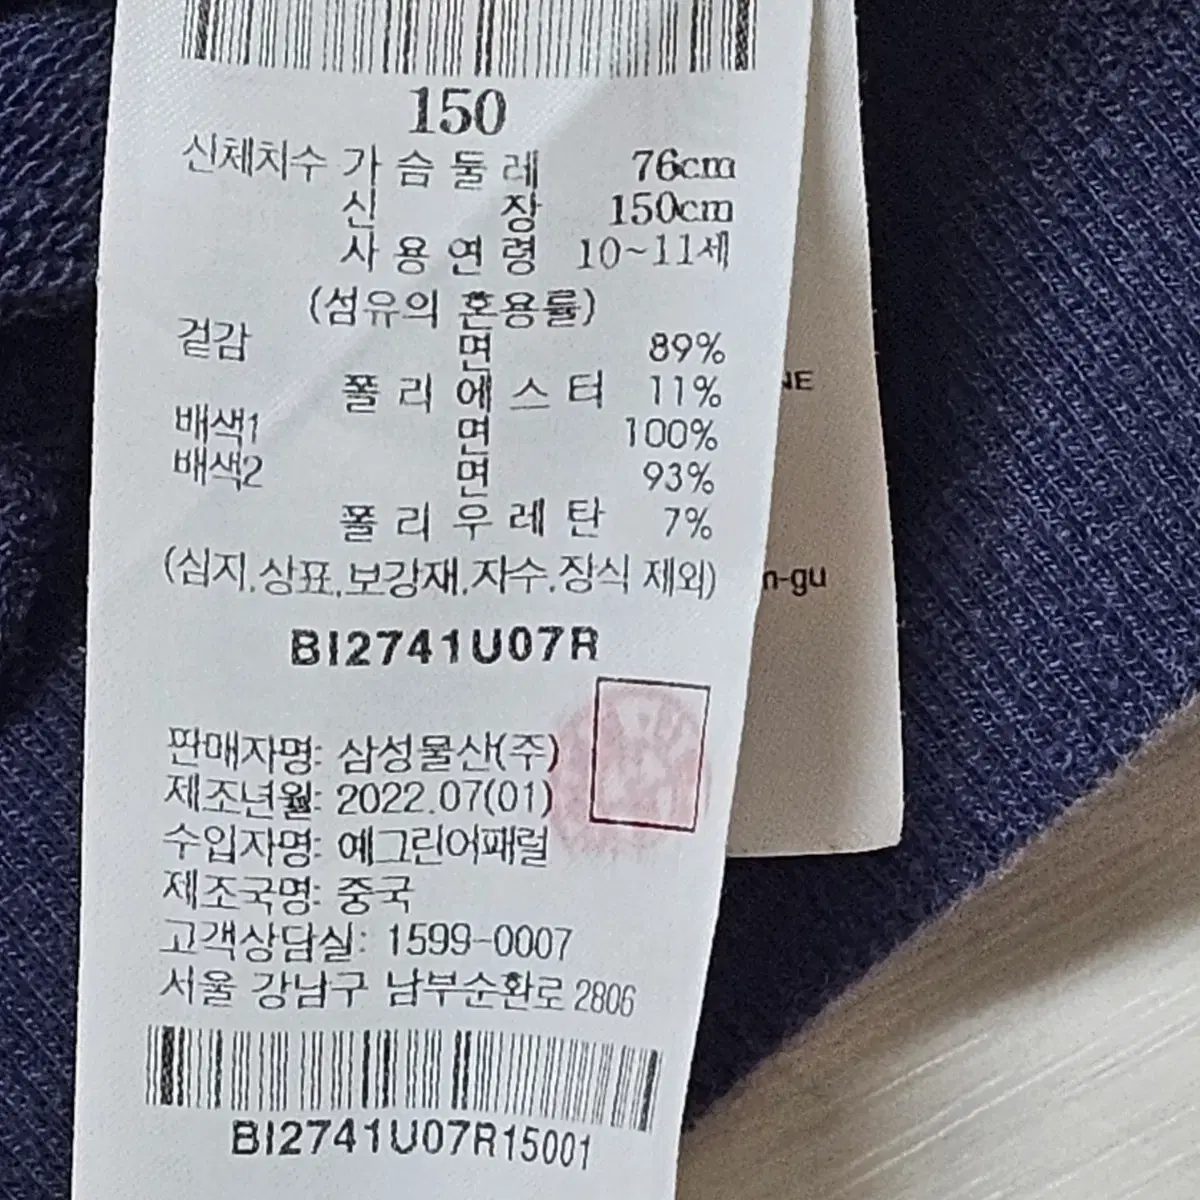 150
신체치수 가슴둘레 76cm
신장 150cm
사용연령 10~11세
(섬유의 혼용률)
겉감 면 89%
폴리에스터 11%
배색1 면 100%
배색2 면 93%
폴리우레탄 7%
(심지,상표,보강재,자수,장식 제외)
BI2741U07R
판매자명: 삼성물산(주)
제조년월: 2022.07(01)
수입자명: 예그린어패럴
제조국명: 중국
고객상담실: 1599-0007
서울 강남구 남부순환로 2806
BI2741U07R15001
NE
n-gu